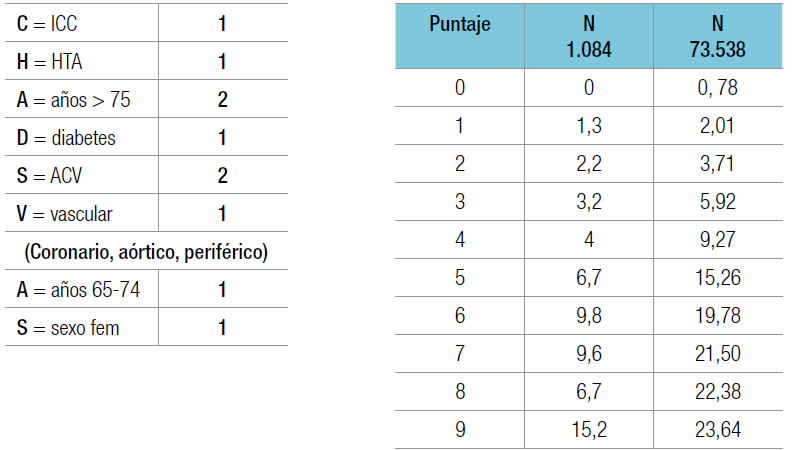 C = ICC 1
H = HTA 1
A = años > 75 2
D = diabetes 1
S = ACV 2
V = vascular 1
(Coronario, aórtico, periférico)
A = años 65-74 1
S = sexo fem 1
Puntaje N N
1.084 73.538
0 0 0, 78
1 1,3 2,01
2 2,2 3,71
3 3,2 5,92
4 4 9,27
5 6,7 15,26
6 9,8 19,78
7 9,6 21,50
8 6,7 22,38
9 15,2 23,64